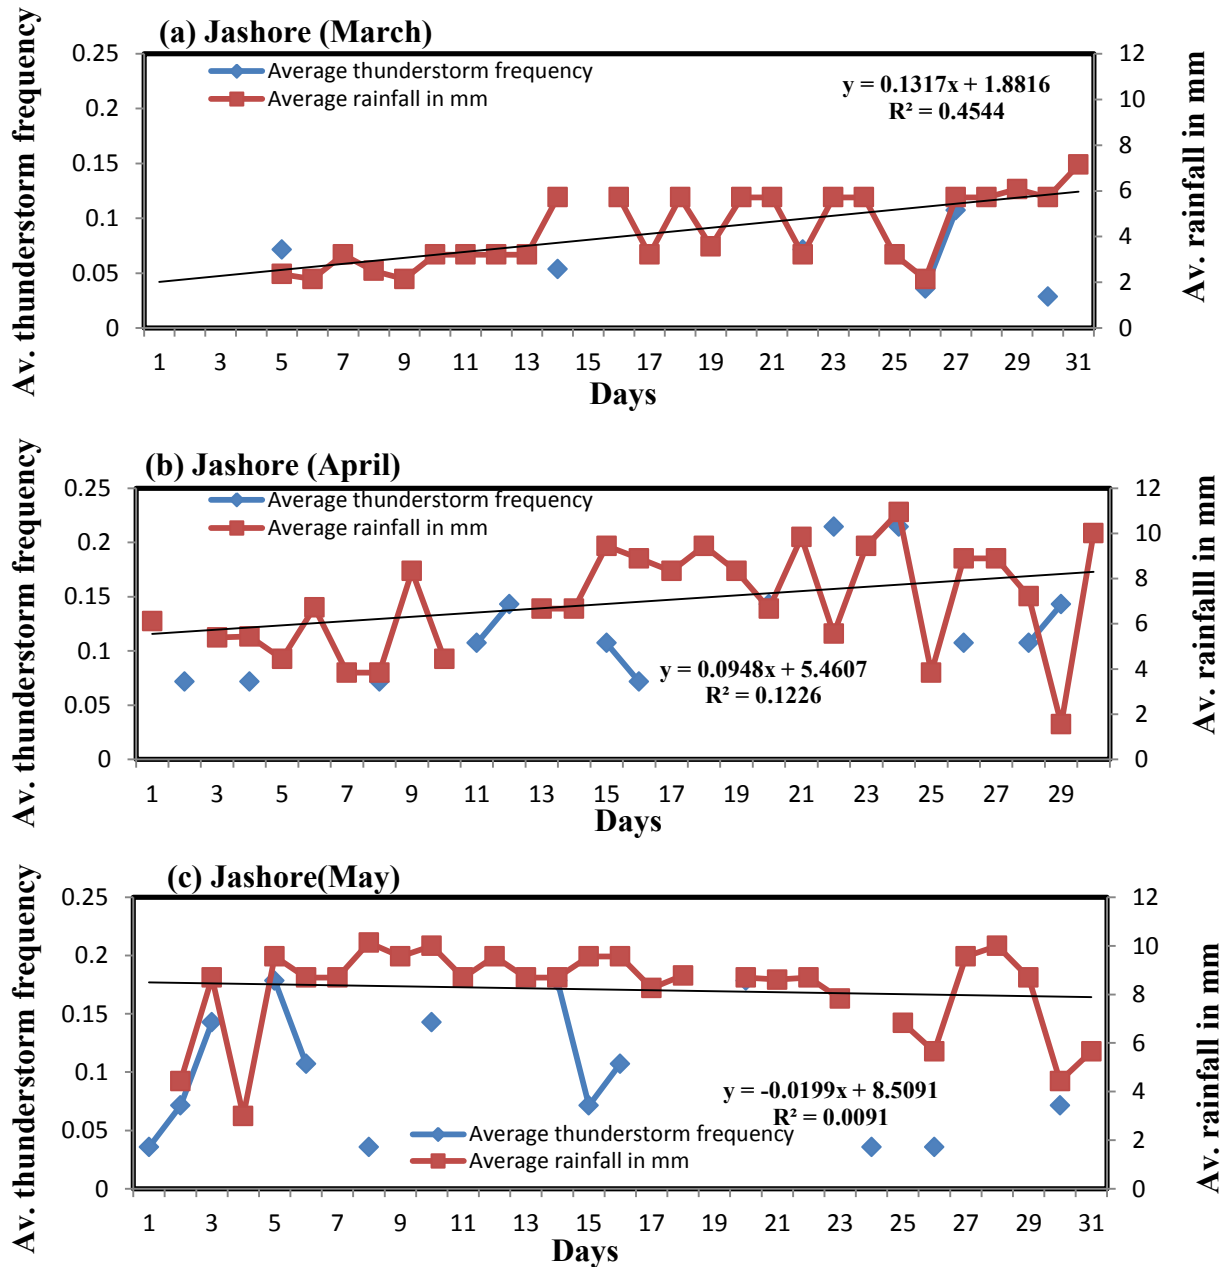 (a) Jashore (March)
Av. thunderstorm frequency
0.25
0.2
0.15
0.1
0.05
0
Average thunderstorm frequency
Average rainfall in mm
y = 0.1317x + 1.8816
R² = 0.4544
12
10
8
6
4
2
0
Av. rainfall in mm
1 3 5 7 9 11 13 15 17 19 21 23 25 27 29 31
Days
(b) Jashore (April)
Av. thunderstorm frequency
0.25
0.2
0.15
0.1
0.05
0
Average thunderstorm frequency
Average rainfall in mm
y = 0.0948x + 5.4607
R² = 0.1226
12
10
8
6
4
2
0
Av. rainfall in mm
1 3 5 7 9 11 13 15 17 19 21 23 25 27 29
Days
(c) Jashore(May)
Av. thunderstorm frequency
0.25
0.2
0.15
0.1
0.05
0
y = -0.0199x + 8.5091
R² = 0.0091
Average thunderstorm frequency
Average rainfall in mm
12
10
8
6
4
2
0
Av. rainfall in mm
1 3 5 7 9 11 13 15 17 19 21 23 25 27 29 31
Days